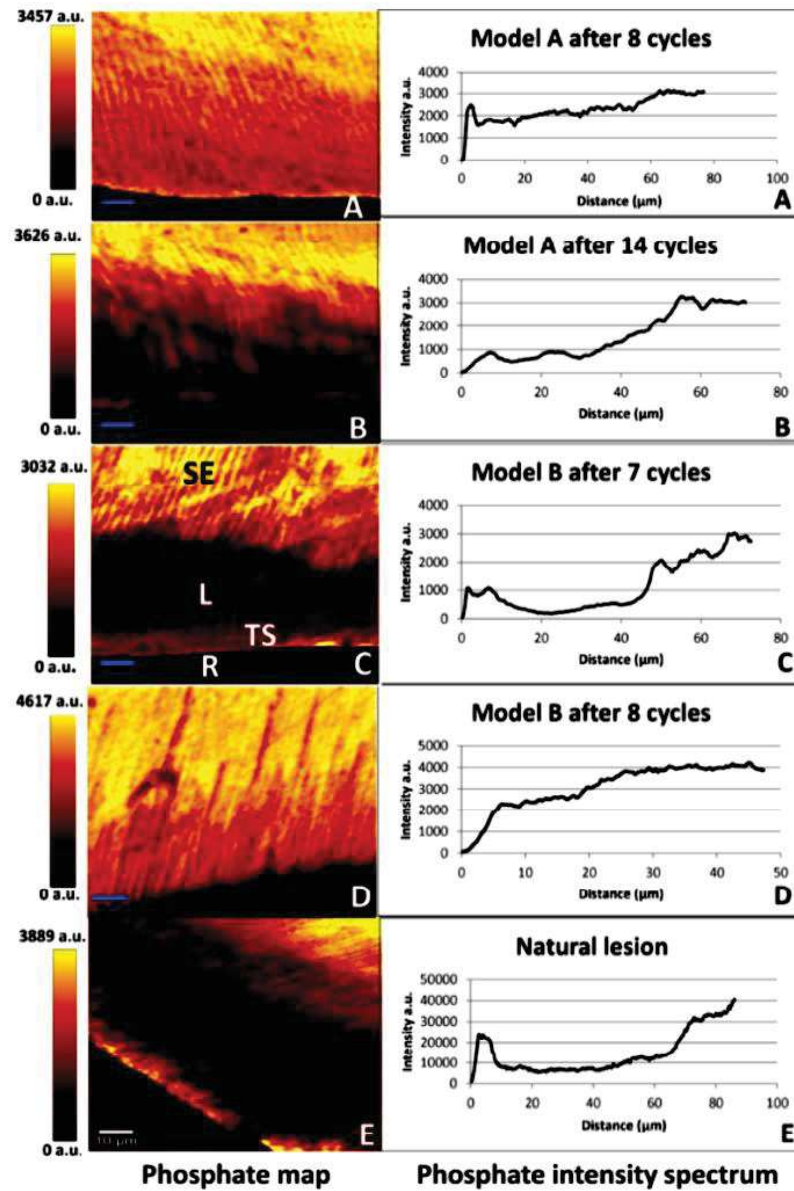 3457 a.u.
0 a.u.
A
Model A after 8 cycles
Intensity a.u.
4000
3000
2000
1000
0
0 20 40 60 80 100
Distance (µm)
A
3626 a.u.
0 a.u.
B
Model A after 14 cycles
Intensity a.u.
4000
3000
2000
1000
0
0 20 40 60 80
Distance (µm)
B
3032 a.u.
0 a.u.
SE
L
TS
R
C
Model B after 7 cycles
Intensity a.u.
4000
3000
2000
1000
0
0 20 40 60 80
Distance (µm)
C
4617 a.u.
0 a.u.
D
Model B after 8 cycles
Intensity a.u.
5000
4000
3000
2000
1000
0
0 10 20 30 40 50
Distance (µm)
D
3889 a.u.
0 a.u.
10 µm
E
Natural lesion
Intensity a.u.
50000
40000
30000
20000
10000
0
0 20 40 60 80 100
Distance (µm)
E
Phosphate map
Phosphate intensity spectrum